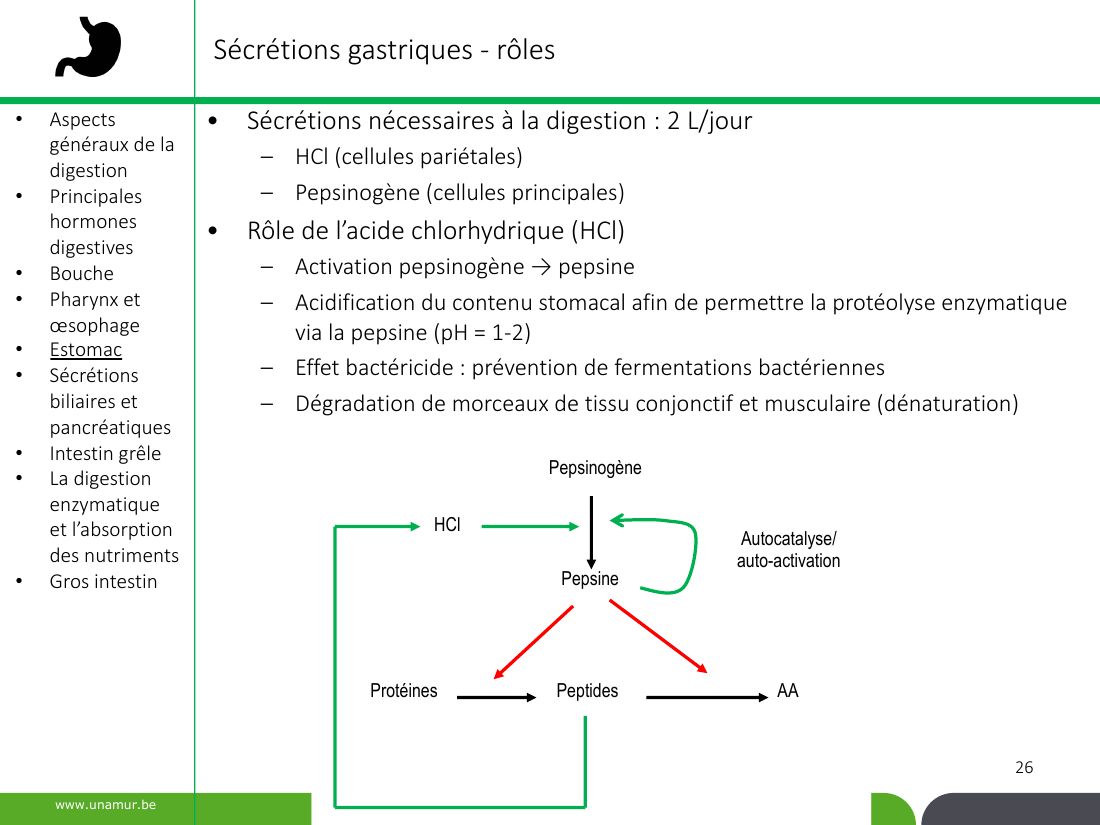 Sécrétions gastriques - rôles
• Aspects
généraux de la
digestion
• Principales
hormones
digestives
• Bouche
• Pharynx et
œsophage
• Estomac
• Sécrétions
biliaires et
pancréatiques
• Intestin grêle
• La digestion
enzymatique
et l’absorption
des nutriments
• Gros intestin
• Sécrétions nécessaires à la digestion : 2 L/jour
– HCl (cellules pariétales)
– Pepsinogène (cellules principales)
• Rôle de l’acide chlorhydrique (HCl)
– Activation pepsinogène → pepsine
– Acidification du contenu stomacal afin de permettre la protéolyse enzymatique
via la pepsine (pH = 1-2)
– Effet bactéricide : prévention de fermentations bactériennes
– Dégradation de morceaux de tissu conjonctif et musculaire (dénaturation)
Pepsinogène
HCl
Autocatalyse/
auto-activation
Pepsine
Protéines
Peptides
AA
26
www.unamur.be